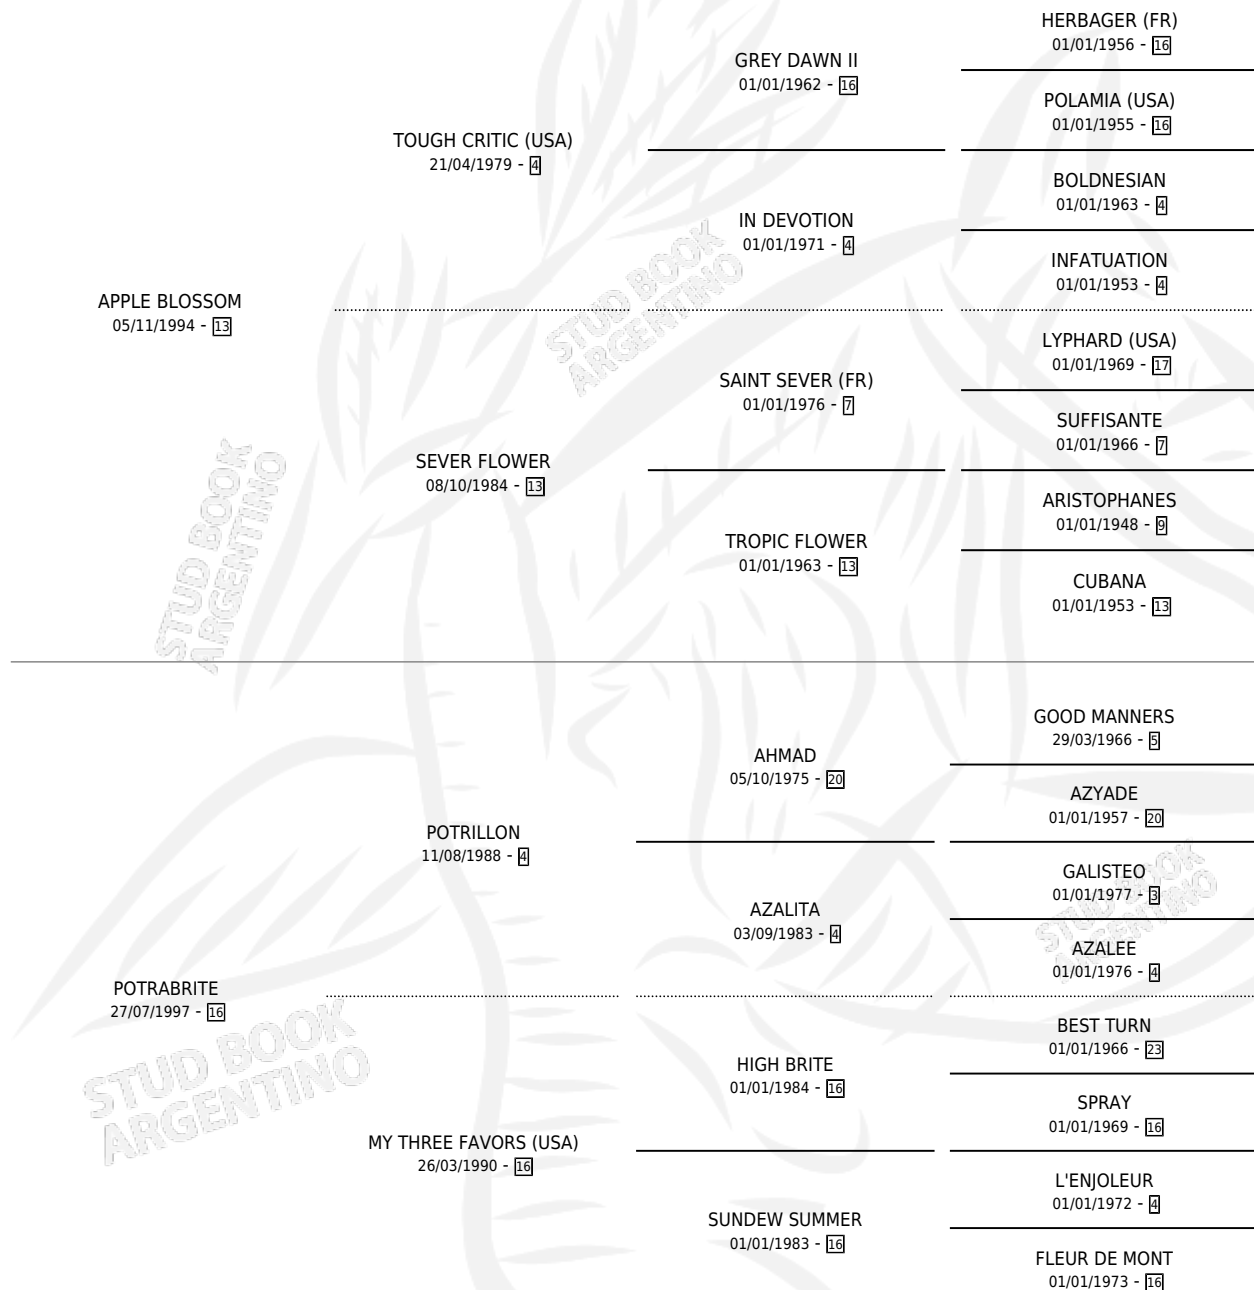 HERBAGER (FR)
01/01/1956 - 16
GREY DAWN II
01/01/1962 - 16
POLAMIA (USA)
01/01/1955 - 16
TOUGH CRITIC (USA)
21/04/1979 - 4
BOLDNESIAN
01/01/1963 - 4
IN DEVOTION
01/01/1971 - 4
INFATUATION
01/01/1953 - 4
APPLE BLOSSOM
05/11/1994 - 13
LYPHARD (USA)
01/01/1969 - 17
SAINT SEVER (FR)
01/01/1976 - 7
SUFFISANTE
01/01/1966 - 7
SEVER FLOWER
08/10/1984 - 13
ARISTOPHANES
01/01/1948 - 9
TROPIC FLOWER
01/01/1963 - 13
CUBANA
01/01/1953 - 13
STUD BOOK
ARGENTINO
STUD BOOK
ARGENTINO
GOOD MANNERS
29/03/1966 - 5
AHMAD
05/10/1975 - 20
AZYADE
01/01/1957 - 20
POTRILLON
11/08/1988 - 4
GALISTEO
01/01/1977 - 3
AZALITA
03/09/1983 - 4
AZALEE
01/01/1976 - 4
STUD BOOK
ARGENTINO
POTRABRITE
27/07/1997 - 16
BEST TURN
01/01/1966 - 23
HIGH BRITE
01/01/1984 - 16
SPRAY
01/01/1969 - 16
STUD BOOK
ARGENTINO
MY THREE FAVORS (USA)
26/03/1990 - 16
L'ENJOLEUR
01/01/1972 - 4
SUNDEW SUMMER
01/01/1983 - 16
FLEUR DE MONT
01/01/1973 - 16